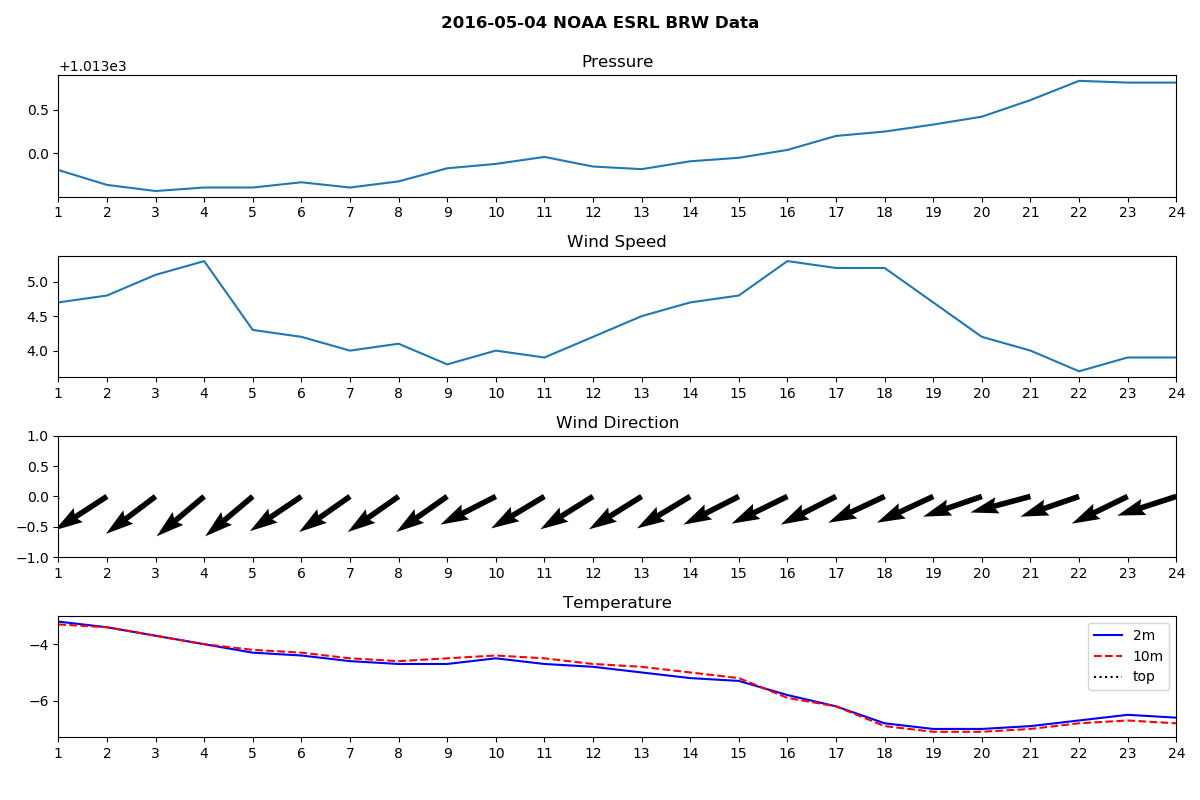 2016-05-04 NOAA ESRL BRW Data
Pressure
+1.013e3
0.5
0.0
1 2 3 4 5 6 7 8 9 10 11 12 13 14 15 16 17 18 19 20 21 22 23 24
Wind Speed
5.0
4.5
4.0
1 2 3 4 5 6 7 8 9 10 11 12 13 14 15 16 17 18 19 20 21 22 23 24
Wind Direction
1.0
0.5
0.0
−0.5
−1.0
1 2 3 4 5 6 7 8 9 10 11 12 13 14 15 16 17 18 19 20 21 22 23 24
Temperature
−4
−6
2m
10m
top
1 2 3 4 5 6 7 8 9 10 11 12 13 14 15 16 17 18 19 20 21 22 23 24